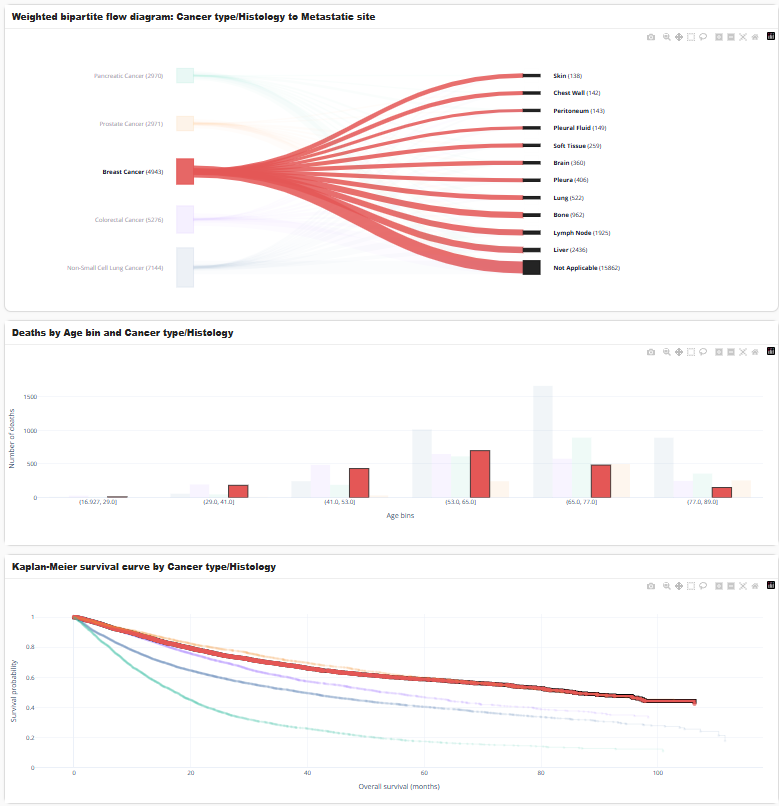 Weighted bipartite flow diagram: Cancer type/Histology to Metastatic site
Pancreatic Cancer (2970)
Prostate Cancer (2971)
Breast Cancer (4943)
Colorectal Cancer (5276)
Non-Small Cell Lung Cancer (7144)
Skin (138)
Chest Wall (142)
Peritoneum (143)
Pleural Fluid (149)
Soft Tissue (259)
Brain (360)
Pleura (406)
Lung (522)
Bone (962)
Lymph Node (1925)
Liver (2436)
Not Applicable (15862)
Deaths by Age bin and Cancer type/Histology
Number of deaths
1500
1000
500
0
(16.927, 29.0]
(29.0, 41.0]
(41.0, 53.0]
(53.0, 65.0]
(65.0, 77.0]
(77.0, 89.0]
Age bins
Kaplan-Meier survival curve by Cancer type/Histology
Survival probability
1
0.8
0.6
0.4
0.2
0
0
20
40
60
80
100
Overall survival (months)